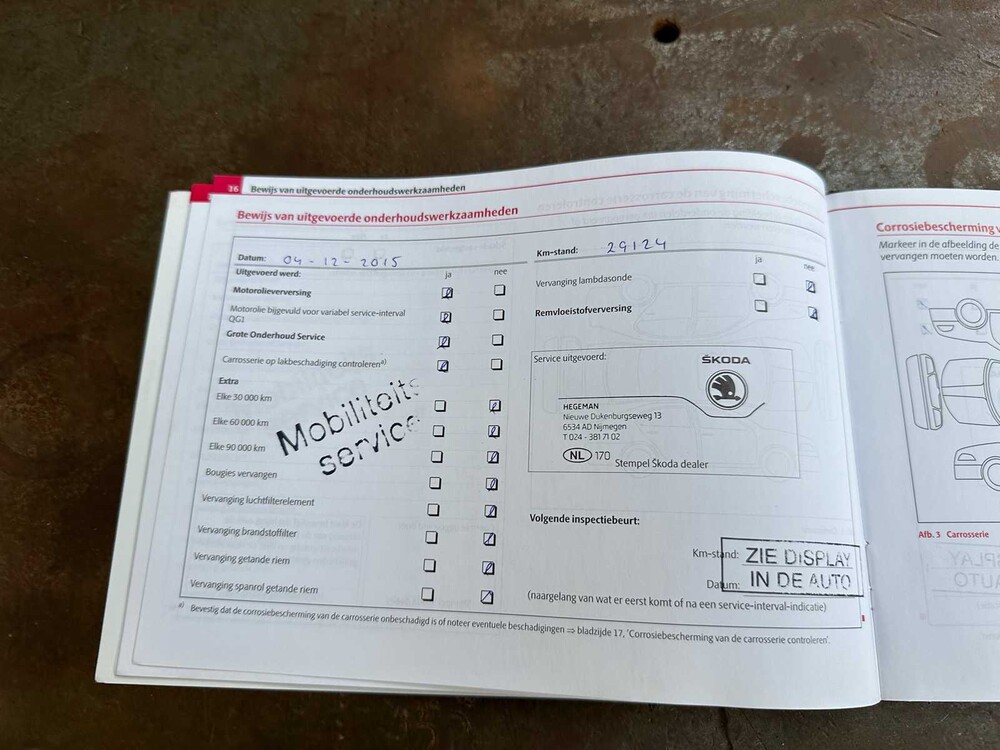 16 Bewijs van uitgevoerde onderhoudswerkzaamheden
Bewijs van uitgevoerde onderhoudswerkzaamheden
Datum: 04-12-2015
Uitgevoerd werd: ja nee
Motorolieverversing
Motorolie bijgevuld voor variabel service-interval
QG1
Grote Onderhoud Service
Carrosserie op lakbeschadiging controleren a)
Extra
Elke 30 000 km
Elke 60 000 km
Elke 90 000 km
Bougies vervangen
Vervanging luchtfilterelement
Vervanging brandstoffilter
Vervanging getande riem
Vervanging spanrol getande riem
Mobiliteits
service
Km-stand: 29124
ja nee
Vervanging lambdasonde
Remvloeistofverversing
Service uitgevoerd:
ŠKODA
HEGEMAN
Nieuwe Dukenburgseweg 13
6534 AD Nijmegen
T 024 - 381 71 02
NL 170
Stempel Škoda dealer
Volgende inspectiebeurt:
Km-stand: ZIE DISPLAY
Datum: IN DE AUTO
(naargelang van wat er eerst komt of na een service-interval-indicatie)
a) Bevestig dat de corrosiebescherming van de carrosserie onbeschadigd is of noteer eventuele beschadigingen ⇒ bladzijde 17, 'Corrosiebescherming van de carrosserie controleren'.
Corrosiebescherming
Markeer in de afbeelding de
vervangen moeten worden.
Afb. 3 Carrosserie